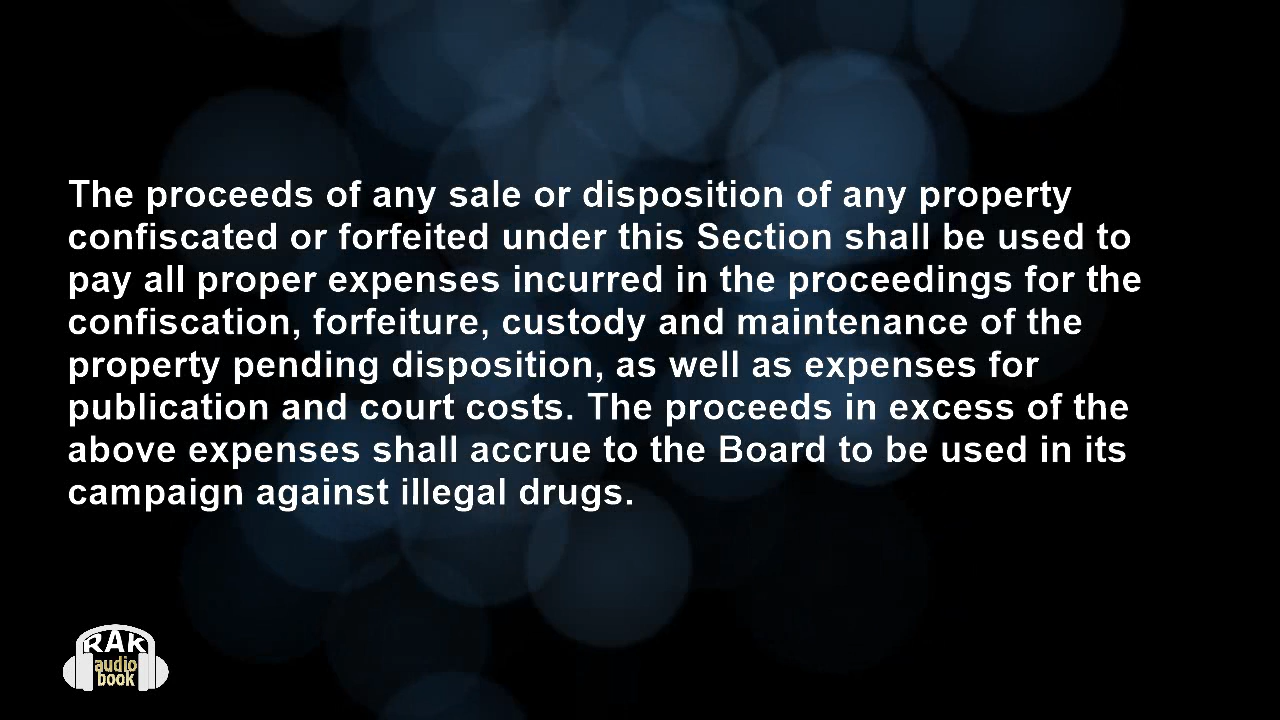 The proceeds of any sale or disposition of any property
confiscated or forfeited under this Section shall be used to
pay all proper expenses incurred in the proceedings for the
confiscation, forfeiture, custody and maintenance of the
property pending disposition, as well as expenses for
publication and court costs. The proceeds in excess of the
above expenses shall accrue to the Board to be used in its
campaign against illegal drugs.
RAK
audio
book